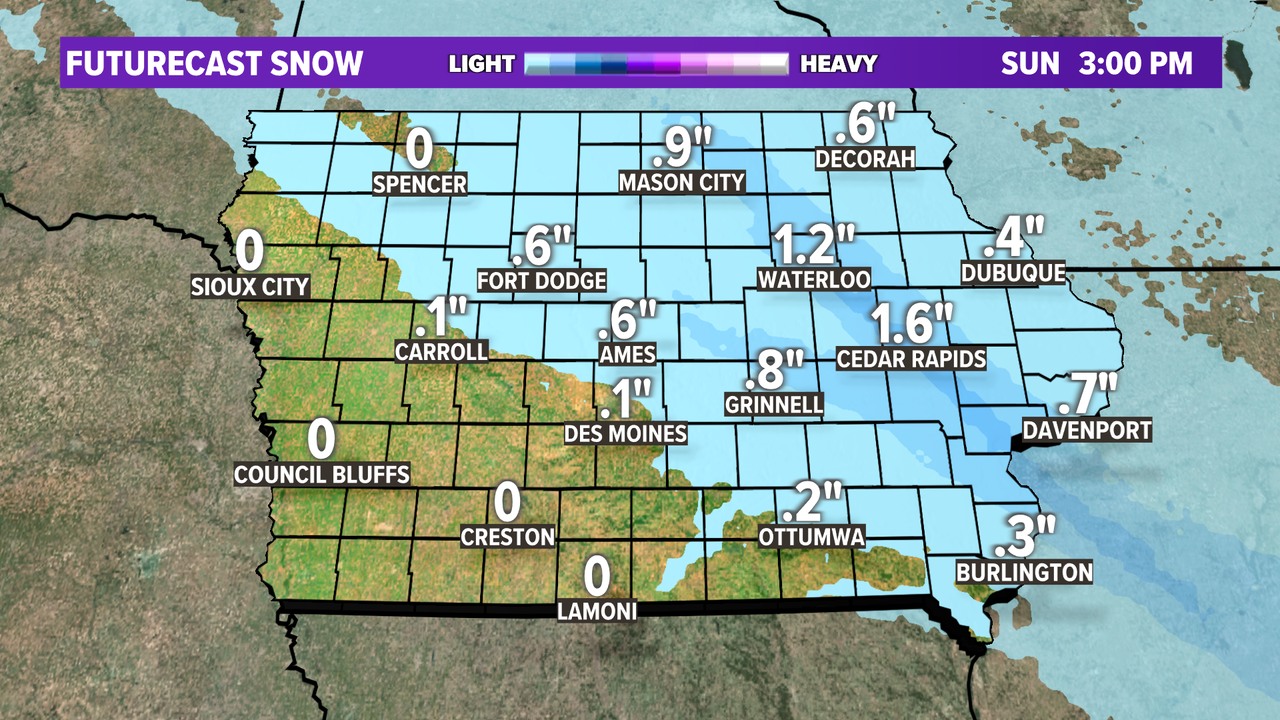 FUTURECAST SNOW
LIGHT
HEAVY
SUN 3:00 PM
0
SPENCER
.9"
MASON CITY
.6"
DECORAH
0
SIOUX CITY
.6"
FORT DODGE
1.2"
WATERLOO
.4"
DUBUQUE
.1"
CARROLL
.6"
AMES
1.6"
CEDAR RAPIDS
.8"
GRINNELL
.1"
DES MOINES
.7"
DAVENPORT
0
COUNCIL BLUFFS
0
CRESTON
.2"
OTTUMWA
.3"
BURLINGTON
0
LAMONI